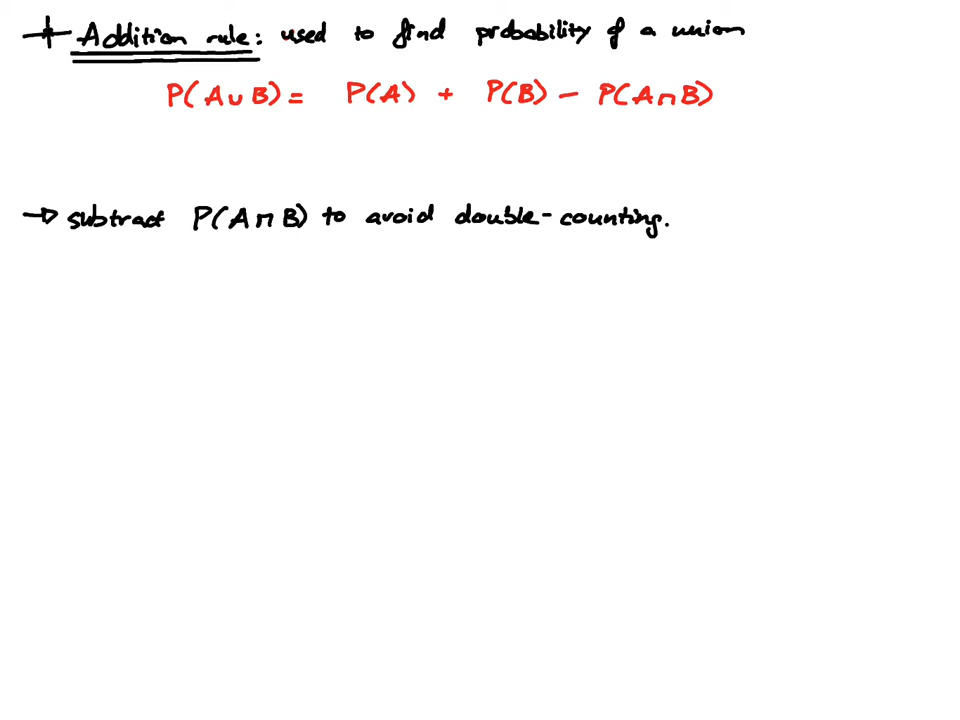 Addition rule: used to find probability of a union
P(A∪B) = P(A) + P(B) - P(A∩B)
→ subtract P(A∩B) to avoid double-counting.